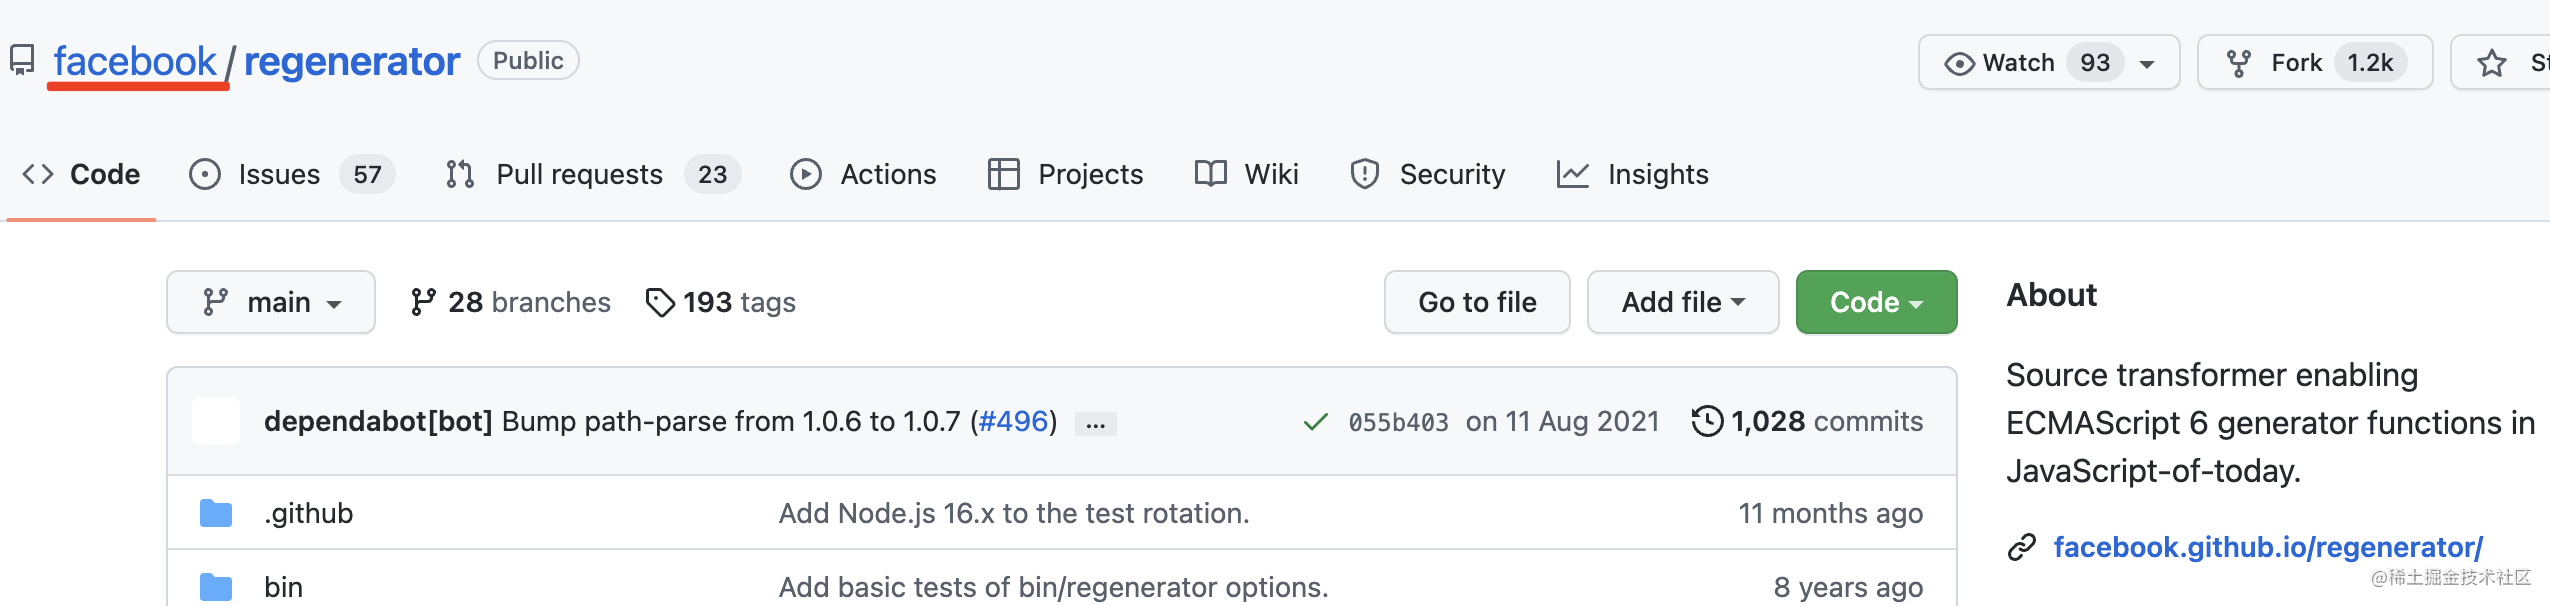 facebook / regenerator Public Watch 93 Fork 1.2k
Code Issues 57 Pull requests 23 Actions Projects Wiki Security Insights
main 28 branches 193 tags Go to file Add file Code
About
Source transformer enabling
ECMAScript 6 generator functions in
JavaScript-of-today.
facebook.github.io/regenerator/
dependabot[bot] Bump path-parse from 1.0.6 to 1.0.7 (#496) ... 055b403 on 11 Aug 2021 1,028 commits
.github Add Node.js 16.x to the test rotation. 11 months ago
bin Add basic tests of bin/regenerator options. 8 years ago
@稀土掘金技术社区